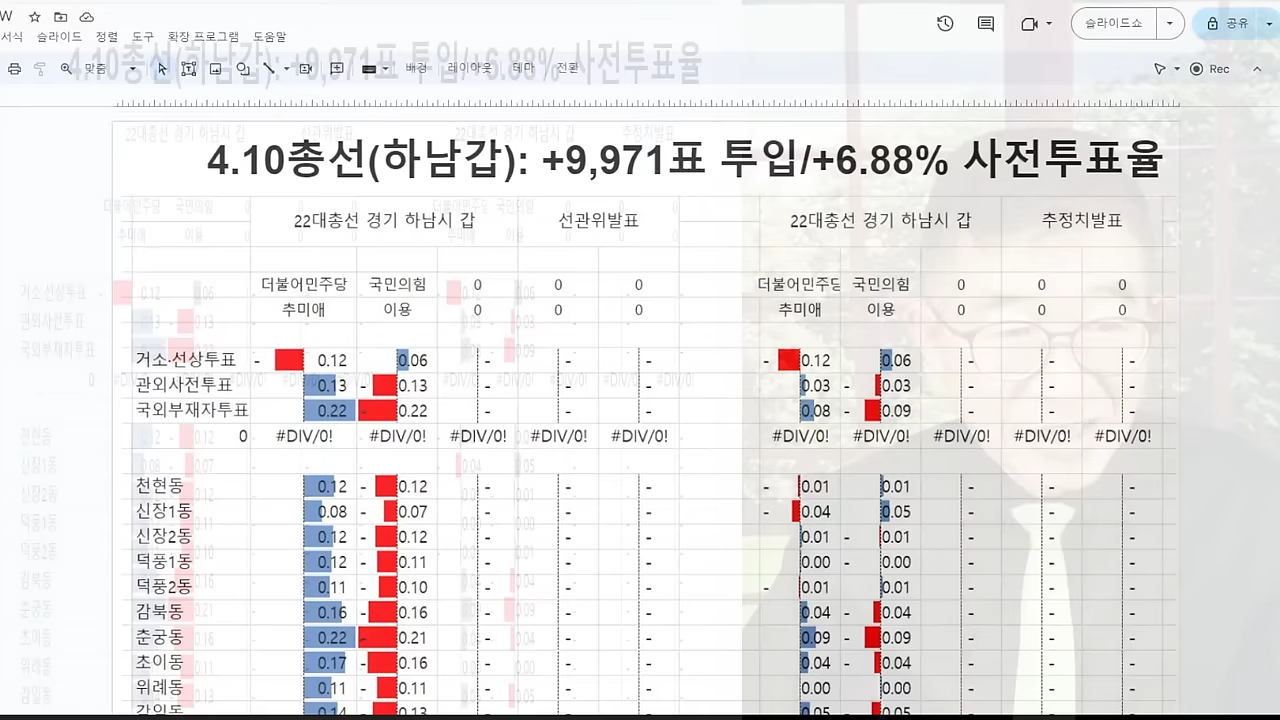 W
서식 슬라이드 정렬 도구 확장 프로그램 도움말
슬라이드쇼
공유
맞춤 배경 레이아웃 테마 전환
Rec
4.10총선(하남갑): +9,971표 투입/+6.88% 사전투표율
22대총선 경기 하남시 갑 선관위발표 22대총선 경기 하남시 갑 추정치발표
더불어민주당 국민의힘 0 0 0 더불어민주당 국민의힘 0 0 0
추미애 이용 0 0 0 추미애 이용 0 0 0
거소·선상투표 - 0.12 0.06 - - - - 0.12 0.06 - - -
관외사전투표 0.13 - 0.13 - - - 0.03 - 0.03 - - -
국외부재자투표 0.22 - 0.22 - - - 0.08 - 0.09 - - -
0 #DIV/0! #DIV/0! #DIV/0! #DIV/0! #DIV/0! #DIV/0! #DIV/0! #DIV/0! #DIV/0! #DIV/0!
천현동 0.12 - 0.12 - - - - 0.01 0.01 - - -
신장1동 0.08 - 0.07 - - - - 0.04 0.05 - - -
신장2동 0.12 - 0.12 - - - 0.01 - 0.01 - - -
덕풍1동 0.12 - 0.11 - - - 0.00 - 0.00 - - -
덕풍2동 0.11 - 0.10 - - - - 0.01 0.01 - - -
감북동 0.16 - 0.16 - - - 0.04 - 0.04 - - -
춘궁동 0.22 - 0.21 - - - 0.09 - 0.09 - - -
초이동 0.17 - 0.16 - - - 0.04 - 0.04 - - -
위례동 0.11 - 0.11 - - - 0.00 - 0.00 - - -
감일동 0.14 - 0.13 - - - 0.05 - 0.05 - - -